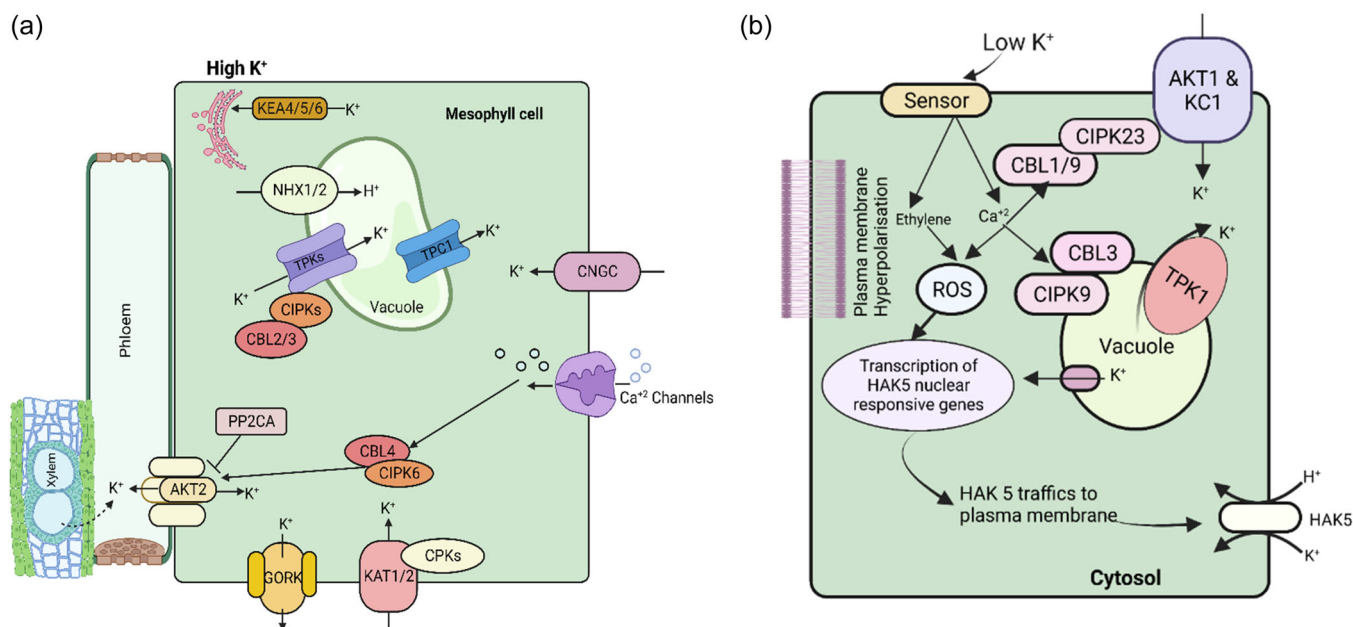 (a)
High K⁺
KEA4/5/6
K⁺
Mesophyll cell
NHX1/2
H⁺
K⁺
TPKs
TPC1
K⁺
K⁺
Vacuole
CIPKs
CBL2/3
K⁺
CNGC
Ca⁺² Channels
Phloem
Xylem
PP2CA
CBL4
CIPK6
K⁺
AKT2
K⁺
K⁺
GORK
K⁺
KAT1/2
CPKs
(b)
Low K⁺
Sensor
AKT1 &
KC1
CIPK23
CBL1/9
K⁺
Plasma membrane
Hyperpolarisation
Ethylene
Ca⁺²
ROS
CBL3
CIPK9
TPK1
K⁺
Vacuole
K⁺
Transcription of
HAK5 nuclear
responsive genes
HAK 5 traffics to
plasma membrane
H⁺
HAK5
K⁺
Cytosol